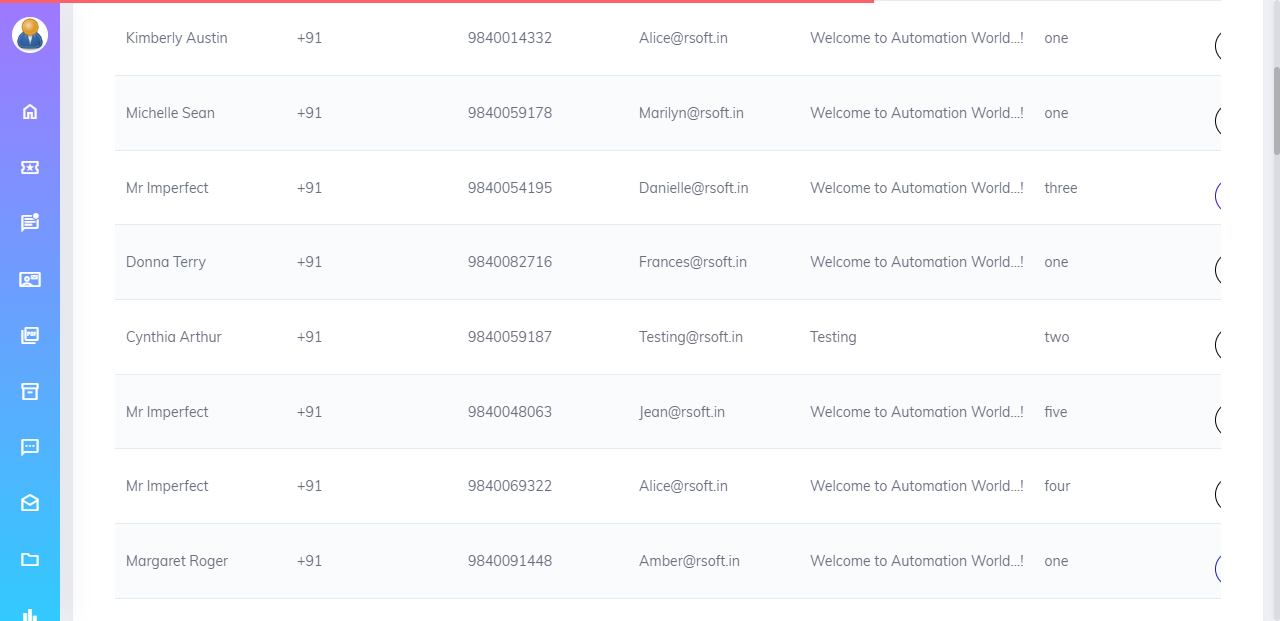 Kimberly Austin +91 9840014332 Alice@rsoft.in Welcome to Automation World...! one
Michelle Sean +91 9840059178 Marilyn@rsoft.in Welcome to Automation World...! one
Mr Imperfect +91 9840054195 Danielle@rsoft.in Welcome to Automation World...! three
Donna Terry +91 9840082716 Frances@rsoft.in Welcome to Automation World...! one
Cynthia Arthur +91 9840059187 Testing@rsoft.in Testing two
Mr Imperfect +91 9840048063 Jean@rsoft.in Welcome to Automation World...! five
Mr Imperfect +91 9840069322 Alice@rsoft.in Welcome to Automation World...! four
Margaret Roger +91 9840091448 Amber@rsoft.in Welcome to Automation World...! one